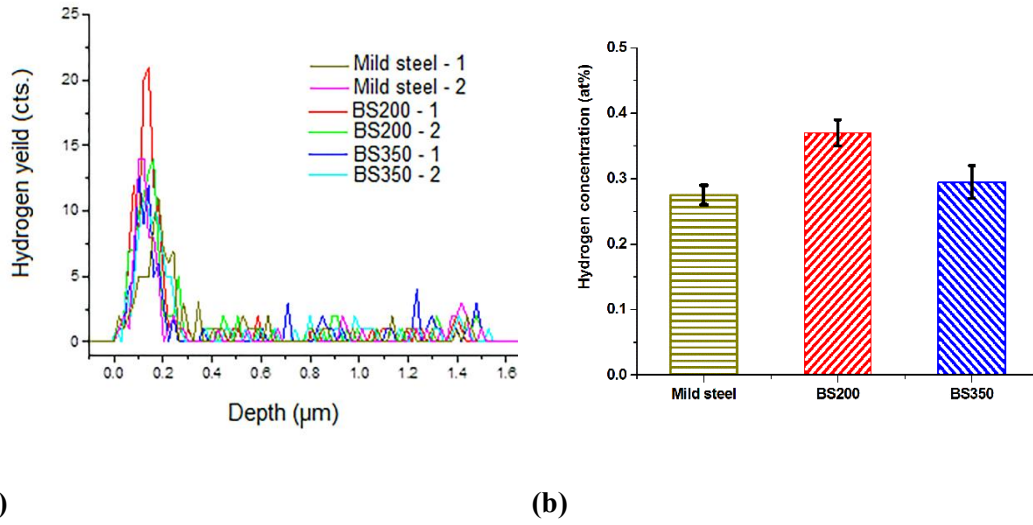 25
20
15
10
5
0
Hydrogen yeild (cts.)
Mild steel - 1
Mild steel - 2
BS200 - 1
BS200 - 2
BS350 - 1
BS350 - 2
0.0 0.2 0.4 0.6 0.8 1.0 1.2 1.4 1.6
Depth (μm)
0.5
0.4
0.3
0.2
0.1
0.0
Hydrogen concentration (at%)
Mild steel BS200 BS350
) (b)